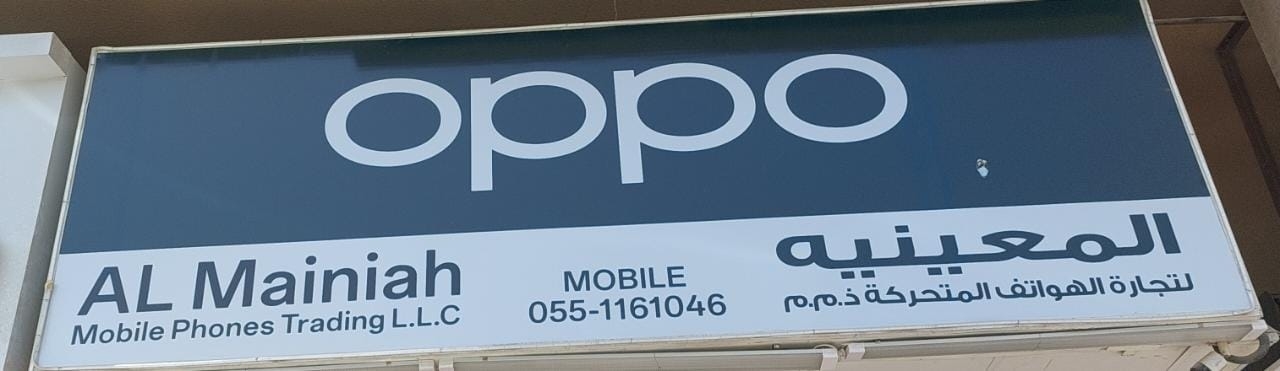 oppo
AL Mainiah
Mobile Phones Trading L.L.C
MOBILE
055-1161046
المعينيه
لتجارة الهواتف المتحركة ذ.م.م